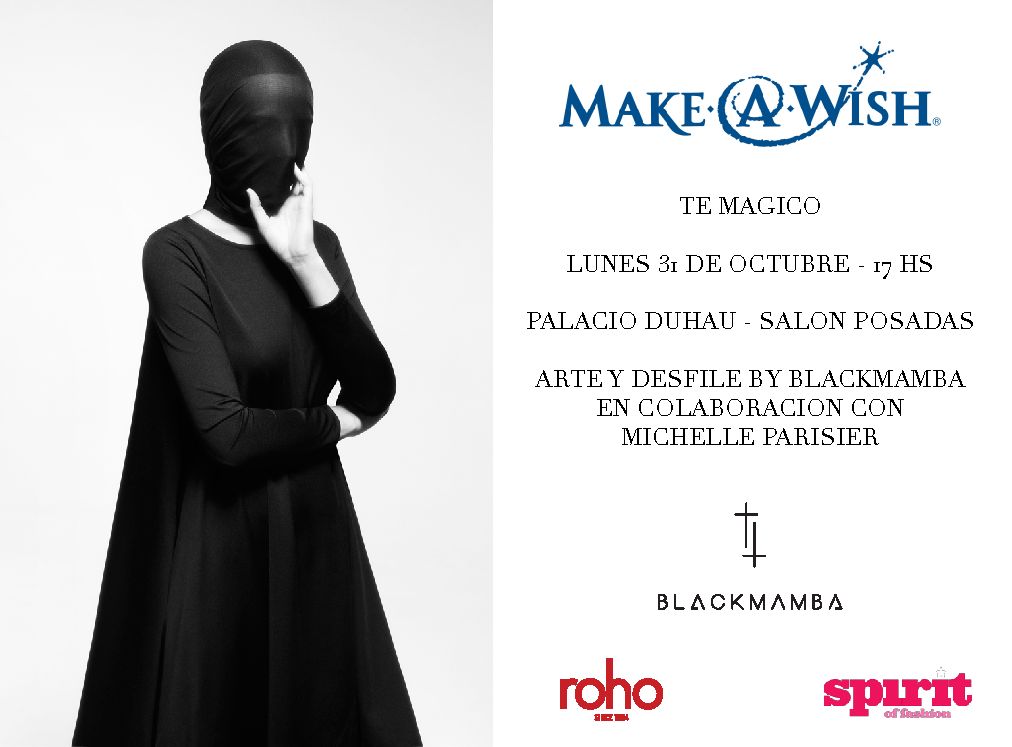 MAKE·A·WISH®
TE MAGICO
LUNES 31 DE OCTUBRE - 17 HS
PALACIO DUHAU - SALON POSADAS
ARTE Y DESFILE BY BLACKMAMBA
EN COLABORACION CON
MICHELLE PARISIER
BLACKMAMBA
roho
spirit
of fashion